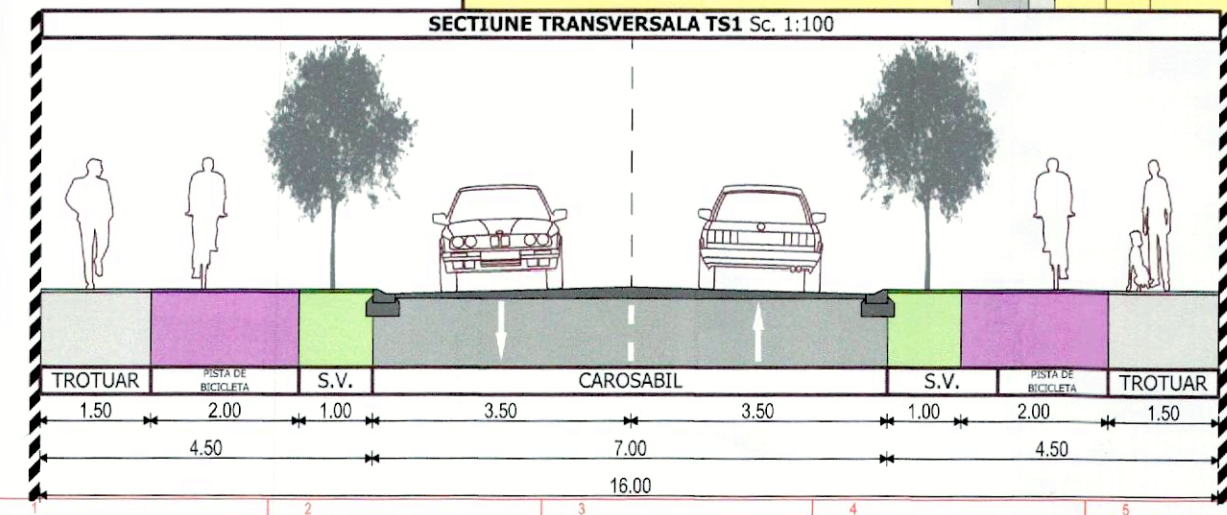 SECTIUNE TRANSVERSALA TS1 Sc. 1:100
TROTUAR PISTA DE BICICLETA S.V. CAROSABIL S.V. PISTA DE BICICLETA TROTUAR
1.50 2.00 1.00 3.50 3.50 1.00 2.00 1.50
4.50 7.00 4.50
16.00
1 2 3 4 5